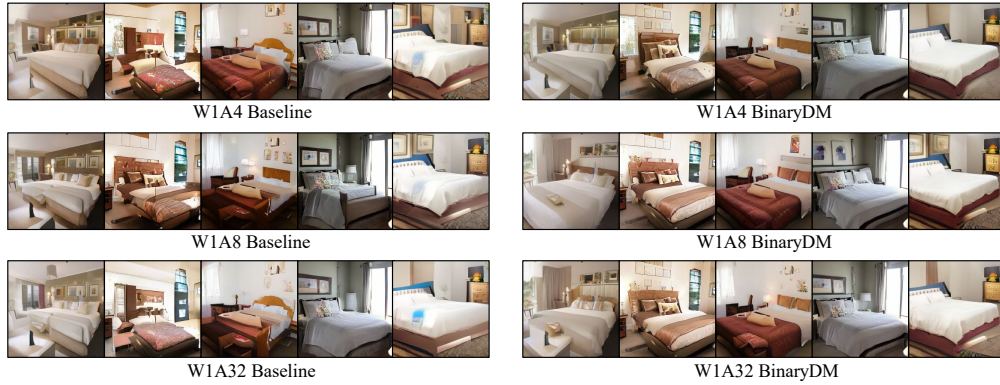 W1A4 Baseline
W1A4 BinaryDM
W1A8 Baseline
W1A8 BinaryDM
W1A32 Baseline
W1A32 BinaryDM